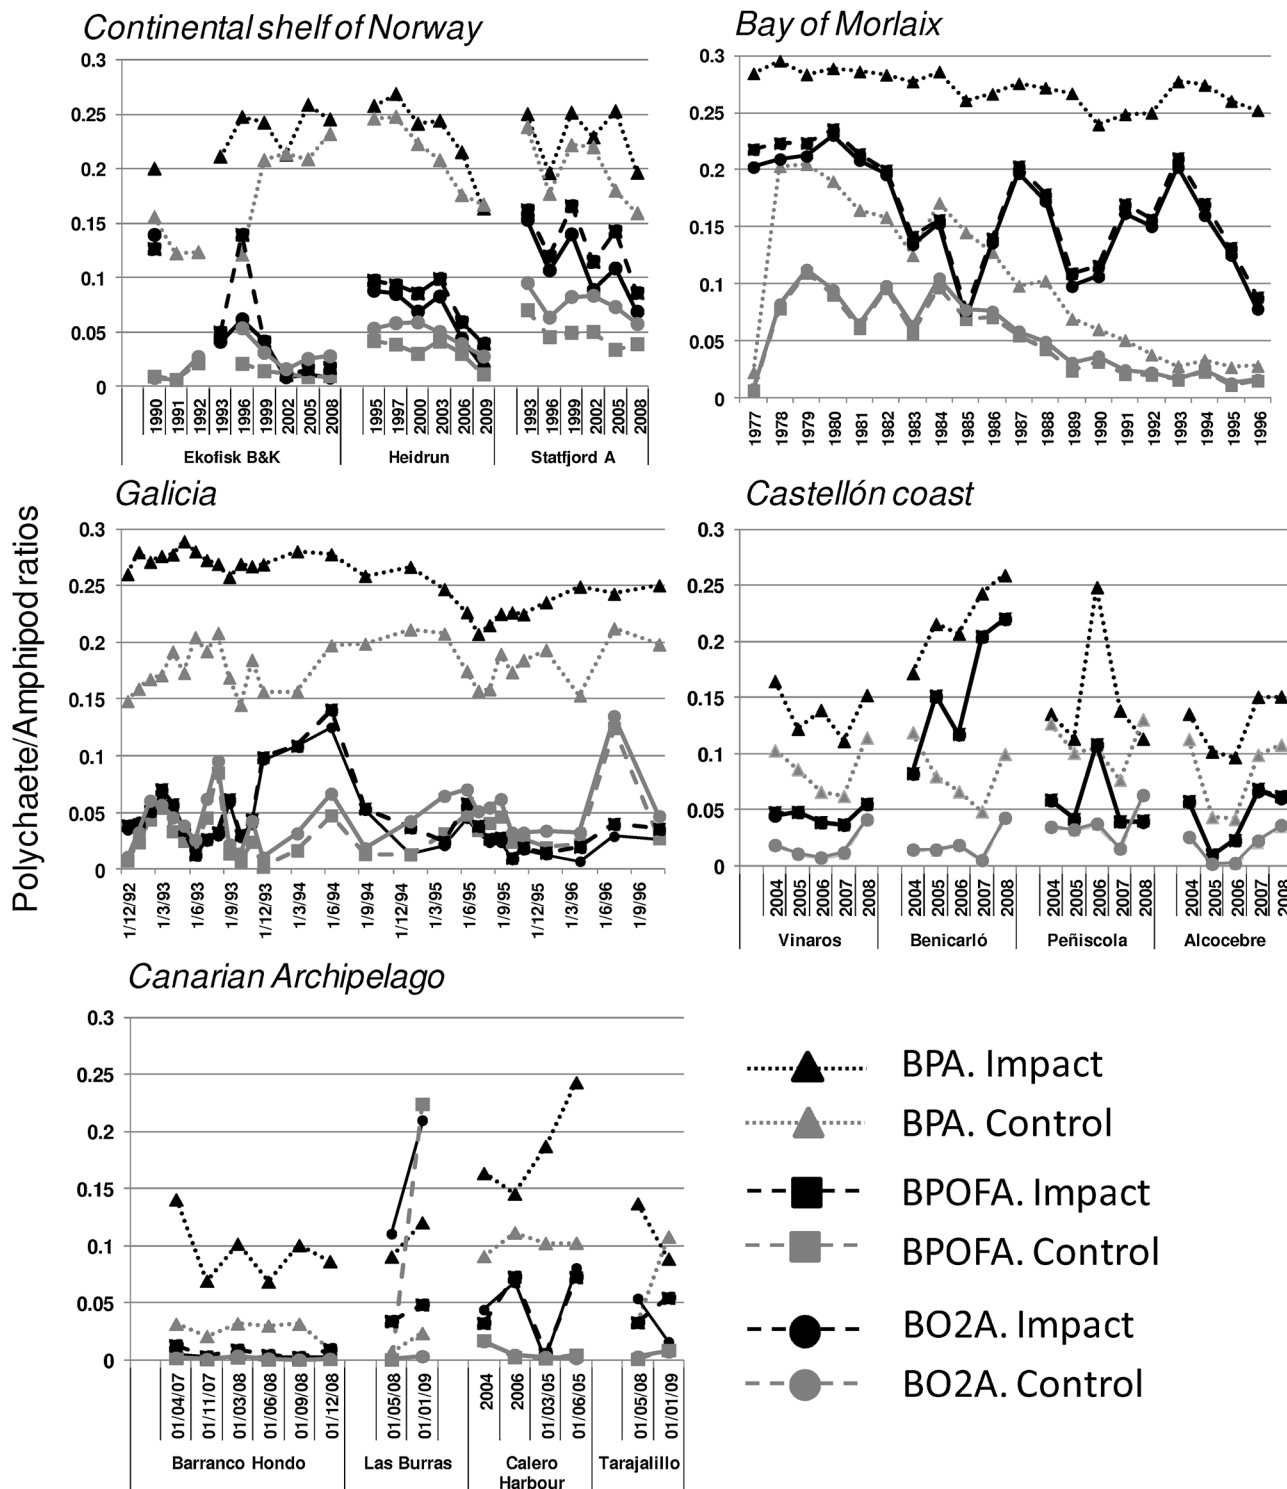 Continental shelf of Norway
0.3
0.25
0.2
0.15
0.1
0.05
0
1990 1991 1992 1993 1996 1999 2002 2005 2008 1995 1997 2000 2003 2006 2009 1993 1996 1999 2002 2005 2008
Ekofisk B&K Heidrun Statfjord A
Bay of Morlaix
0.3
0.25
0.2
0.15
0.1
0.05
0
1977 1978 1979 1980 1981 1982 1983 1984 1985 1986 1987 1988 1989 1990 1991 1992 1993 1994 1995 1996
Polychaete/Amphipod ratios
Galicia
0.3
0.25
0.2
0.15
0.1
0.05
0
1/12/92 1/3/93 1/6/93 1/9/93 1/12/93 1/3/94 1/6/94 1/9/94 1/12/94 1/3/95 1/6/95 1/9/95 1/12/95 1/3/96 1/6/96 1/9/96
Castellón coast
0.3
0.25
0.2
0.15
0.1
0.05
0
2004 2005 2006 2007 2008 2004 2005 2006 2007 2008 2004 2005 2006 2007 2008 2004 2005 2006 2007 2008
Vinaros Benicarló Peñiscola Alcocebre
Canarian Archipelago
0.3
0.25
0.2
0.15
0.1
0.05
0
01/04/07 01/11/07 01/03/08 01/06/08 01/09/08 01/12/08 01/05/08 01/01/09 2004 2006 01/03/05 01/06/05 01/05/08 01/01/09
Barranco Hondo Las Burras Calero Tarajalillo
Harbour
BPA. Impact
BPA. Control
BPOFA. Impact
BPOFA. Control
BO2A. Impact
BO2A. Control